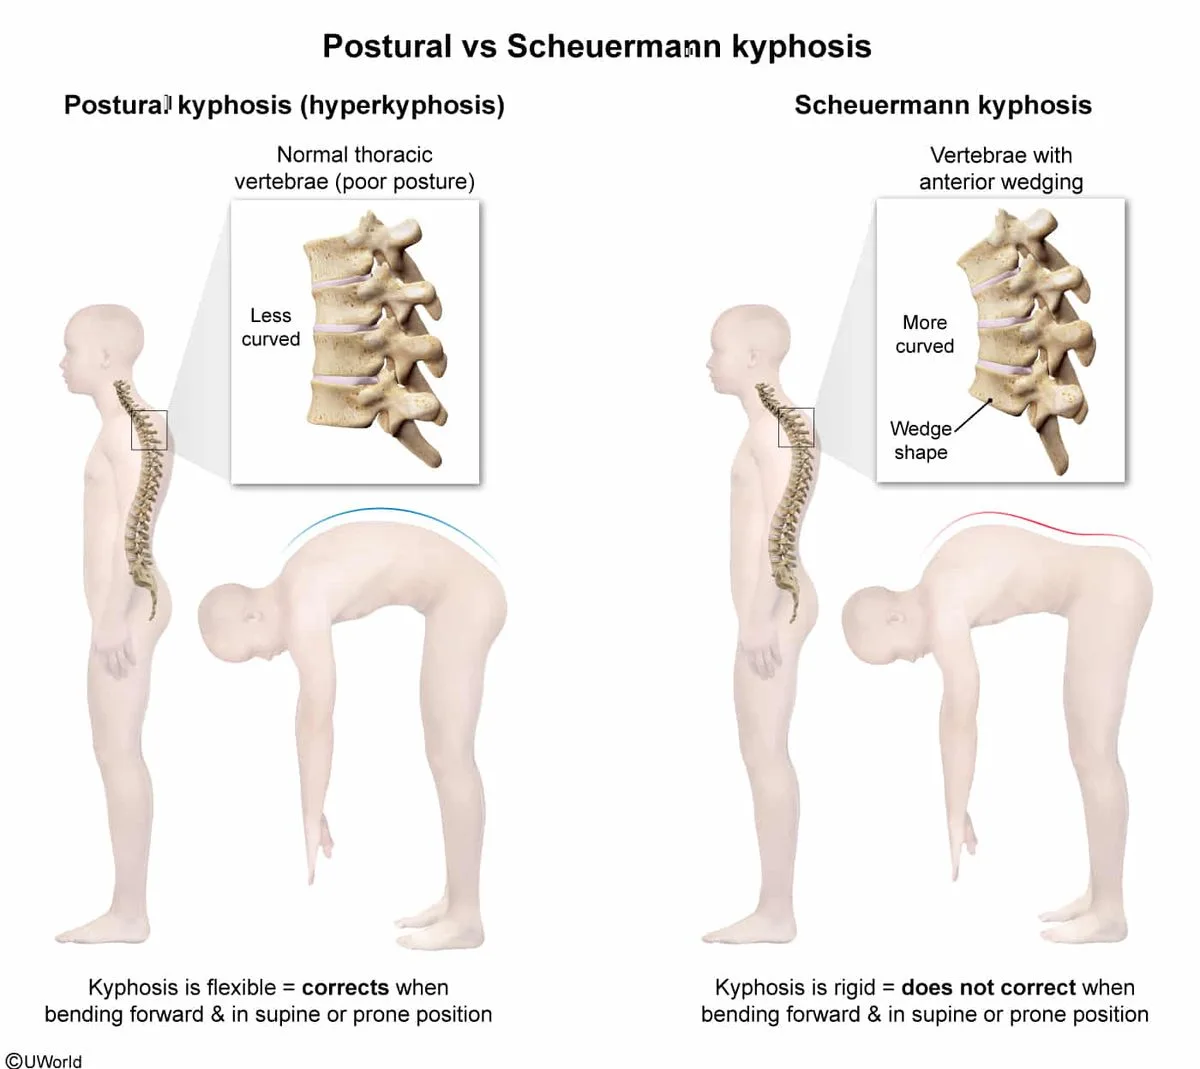 Postural vs Scheuermann kyphosis
Postural kyphosis (hyperkyphosis)
Normal thoracic
vertebrae (poor posture)
Less
curved
Kyphosis is flexible = corrects when
bending forward & in supine or prone position
Scheuermann kyphosis
Vertebrae with
anterior wedging
More
curved
Wedge
shape
Kyphosis is rigid = does not correct when
bending forward & in supine or prone position
©UWorld